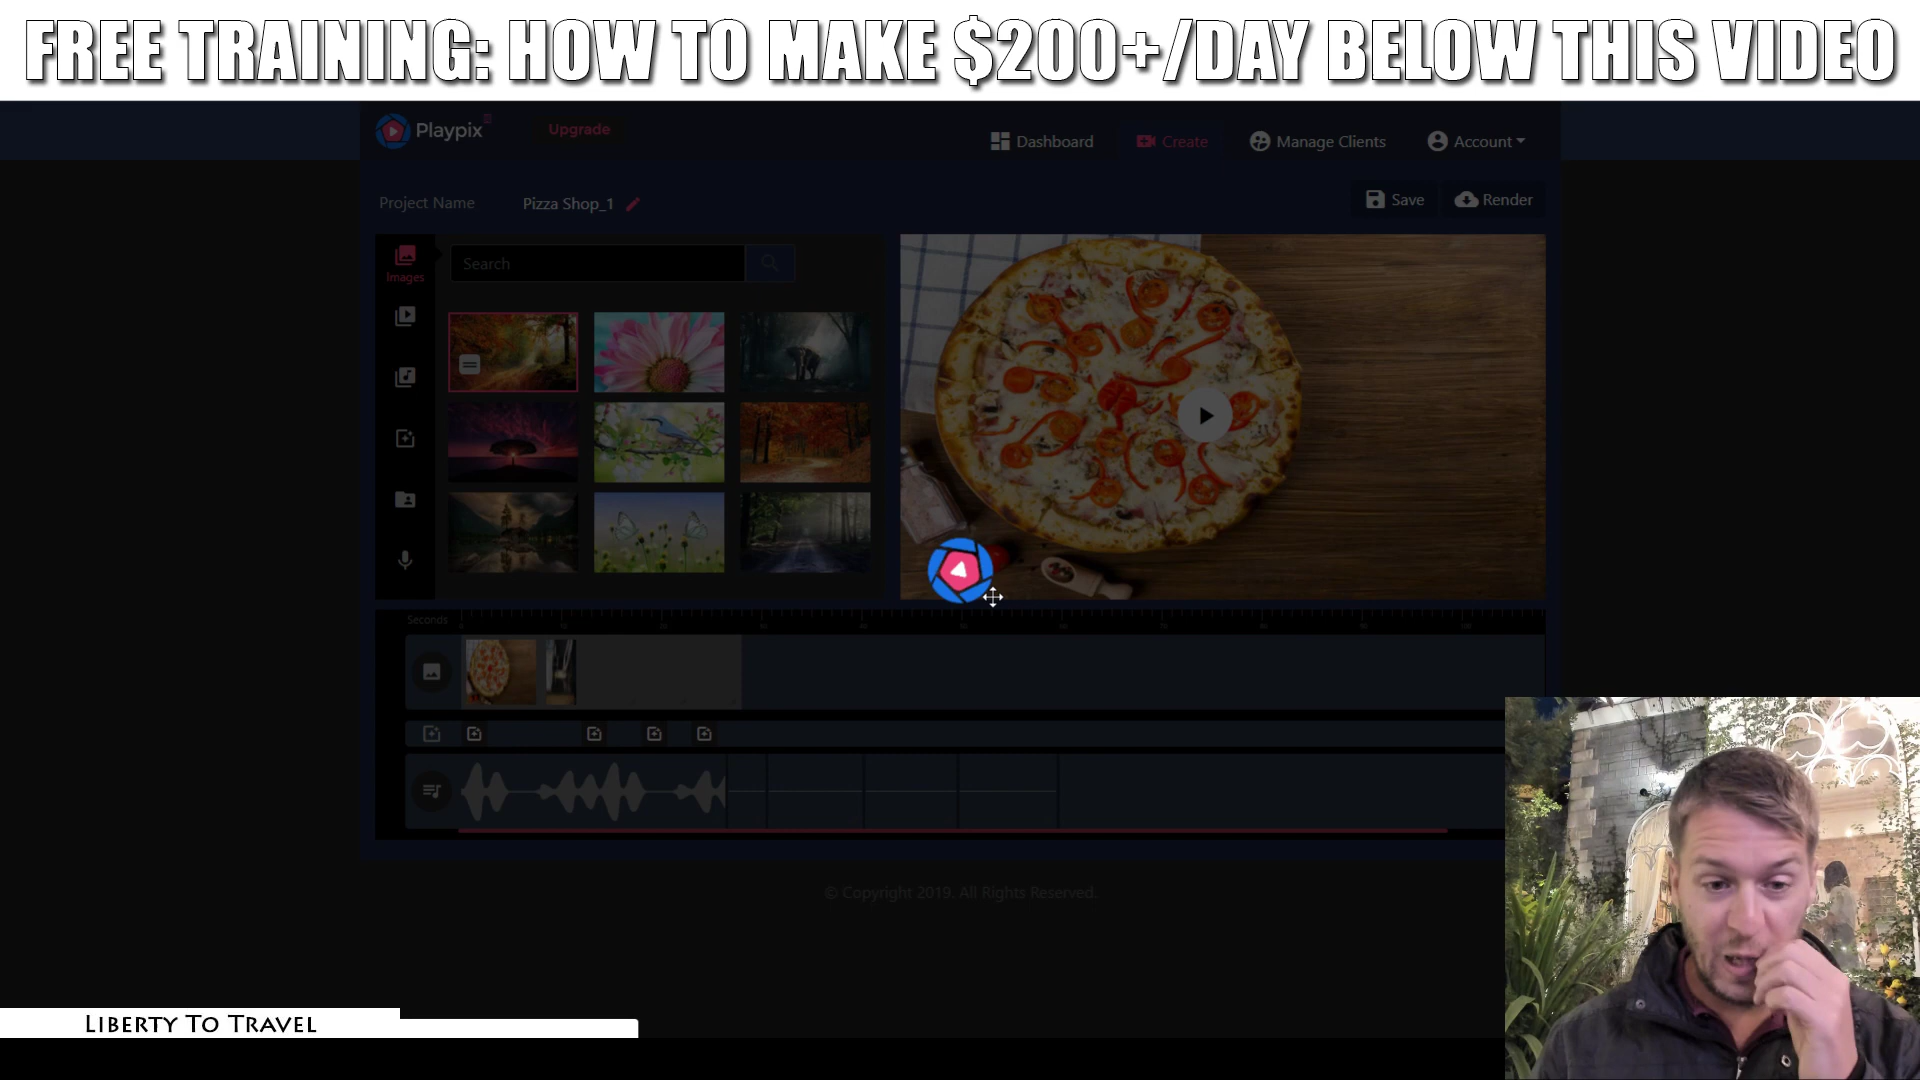 FREE TRAINING: HOW TO MAKE $200+/DAY BELOW THIS VIDEO
Playpix
Upgrade
Dashboard
Create
Manage Clients
Account
Project Name
Pizza Shop_1
Save
Render
Images
Search
Seconds
© Copyright 2019. All Rights Reserved.
LIBERTY TO TRAVEL